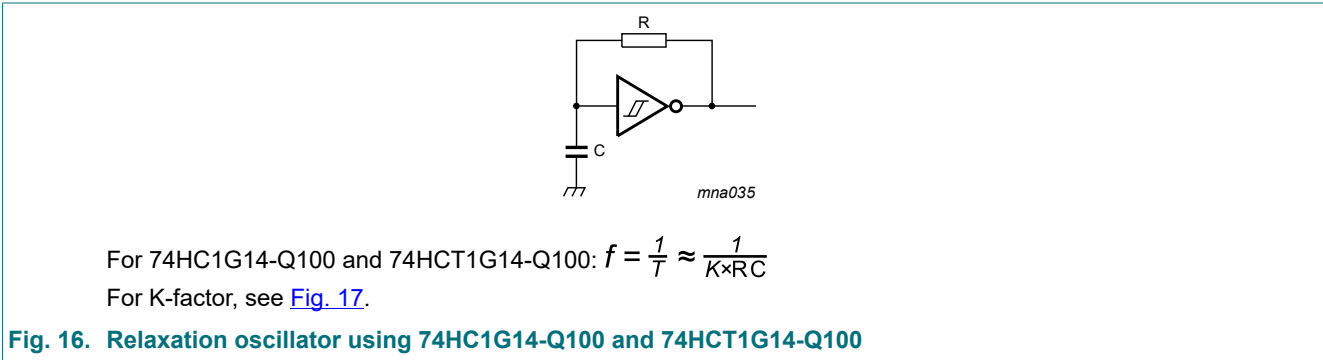 R
C
mna035
For 74HC1G14-Q100 and 74HCT1G14-Q100: f = 1/T ≈ 1/K×RC
For K-factor, see Fig. 17.
Fig. 16. Relaxation oscillator using 74HC1G14-Q100 and 74HCT1G14-Q100